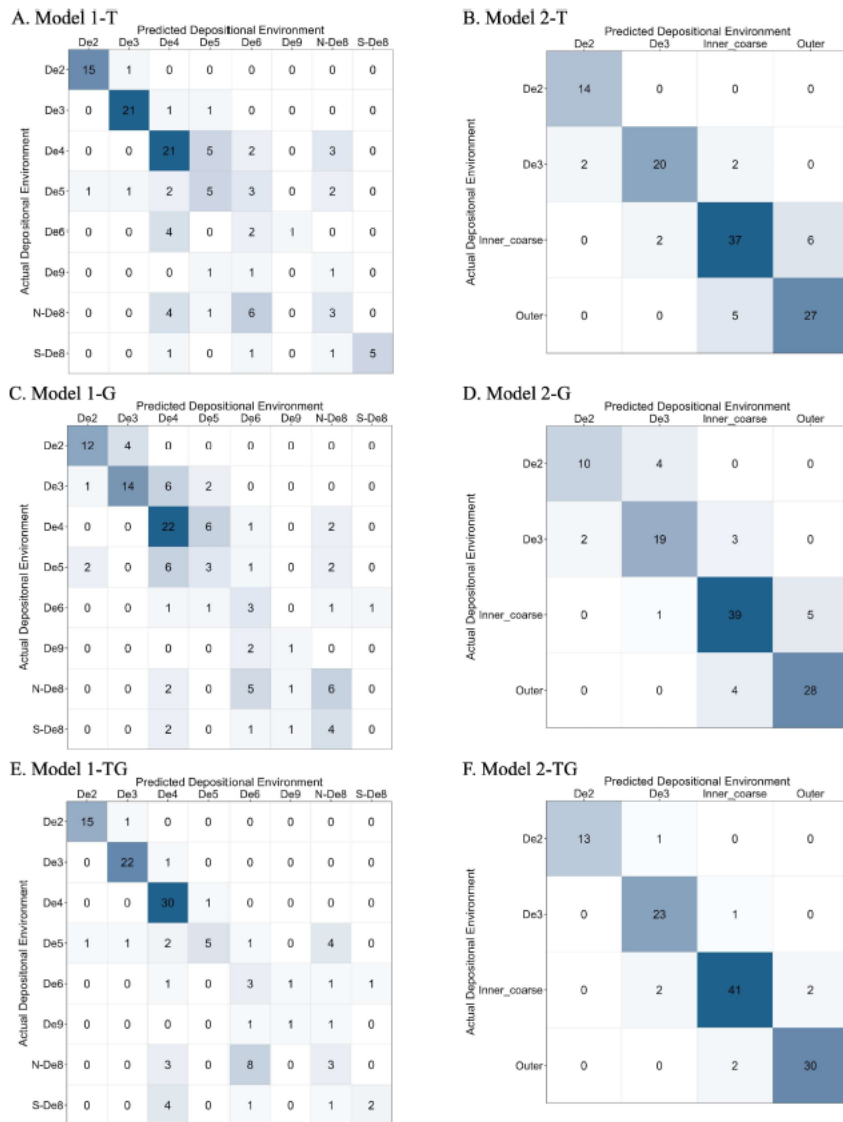 A. Model 1-T
Predicted Depositional Environment
De2 De3 De4 De5 De6 De9 N-De8 S-De8
Actual Depositional Environment
De2 15 1 0 0 0 0 0 0
De3 0 21 1 1 0 0 0 0
De4 0 0 21 5 2 0 3 0
De5 1 1 2 5 3 0 2 0
De6 0 0 4 0 2 1 0 0
De9 0 0 0 1 1 0 1 0
N-De8 0 0 4 1 6 0 3 0
S-De8 0 0 1 0 1 0 1 5
B. Model 2-T
Predicted Depositional Environment
De2 De3 Inner_coarse Outer
Actual Depositional Environment
De2 14 0 0 0
De3 2 20 2 0
Inner_coarse 0 2 37 6
Outer 0 0 5 27
C. Model 1-G
Predicted Depositional Environment
De2 De3 De4 De5 De6 De9 N-De8 S-De8
Actual Depositional Environment
De2 12 4 0 0 0 0 0 0
De3 1 14 6 2 0 0 0 0
De4 0 0 22 6 1 0 2 0
De5 2 0 6 3 1 0 2 0
De6 0 0 1 1 3 0 1 1
De9 0 0 0 0 2 1 0 0
N-De8 0 0 2 0 5 1 6 0
S-De8 0 0 2 0 1 1 4 0
D. Model 2-G
Predicted Depositional Environment
De2 De3 Inner_coarse Outer
Actual Depositional Environment
De2 10 4 0 0
De3 2 19 3 0
Inner_coarse 0 1 39 5
Outer 0 0 4 28
E. Model 1-TG
Predicted Depositional Environment
De2 De3 De4 De5 De6 De9 N-De8 S-De8
Actual Depositional Environment
De2 15 1 0 0 0 0 0 0
De3 0 22 1 0 0 0 0 0
De4 0 0 30 1 0 0 0 0
De5 1 1 2 5 1 0 4 0
De6 0 0 1 0 3 1 1 1
De9 0 0 0 0 1 1 1 0
N-De8 0 0 3 0 8 0 3 0
S-De8 0 0 4 0 1 0 1 2
F. Model 2-TG
Predicted Depositional Environment
De2 De3 Inner_coarse Outer
Actual Depositional Environment
De2 13 1 0 0
De3 0 23 1 0
Inner_coarse 0 2 41 2
Outer 0 0 2 30